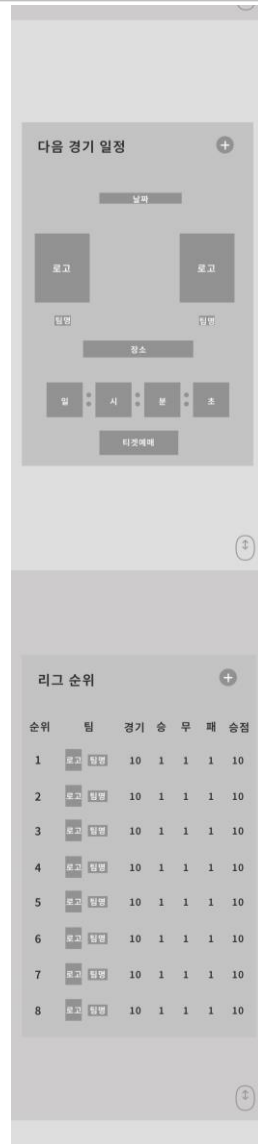 다음 경기 일정
날짜
로고 로고
팀명 팀명
장소
일 : 시 : 분 : 초
티켓예매
리그 순위
순위 팀 경기 승 무 패 승점
1 로고 팀명 10 1 1 1 10
2 로고 팀명 10 1 1 1 10
3 로고 팀명 10 1 1 1 10
4 로고 팀명 10 1 1 1 10
5 로고 팀명 10 1 1 1 10
6 로고 팀명 10 1 1 1 10
7 로고 팀명 10 1 1 1 10
8 로고 팀명 10 1 1 1 10